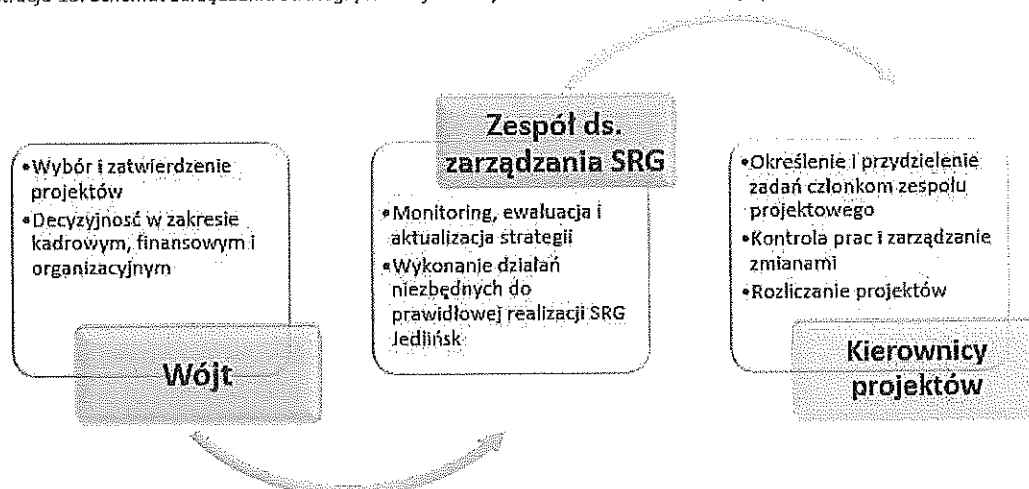 •Wybór i zatwierdzenie
projektów
•Decyzyjność w zakresie
kadrowym, finansowym i
organizacyjnym
Wójt
Zespół ds.
zarządzania SRG
•Monitoring, ewaluacja i
aktualizacja strategii
•Wykonanie działań
niezbędnych do
prawidłowej realizacji SRG
Jedlińsk
•Określenie i przydzielenie
zadań członkom zespołu
projektowego
•Kontrola prac i zarządzanie
zmianami
•Rozliczanie projektów
Kierownicy
projektów